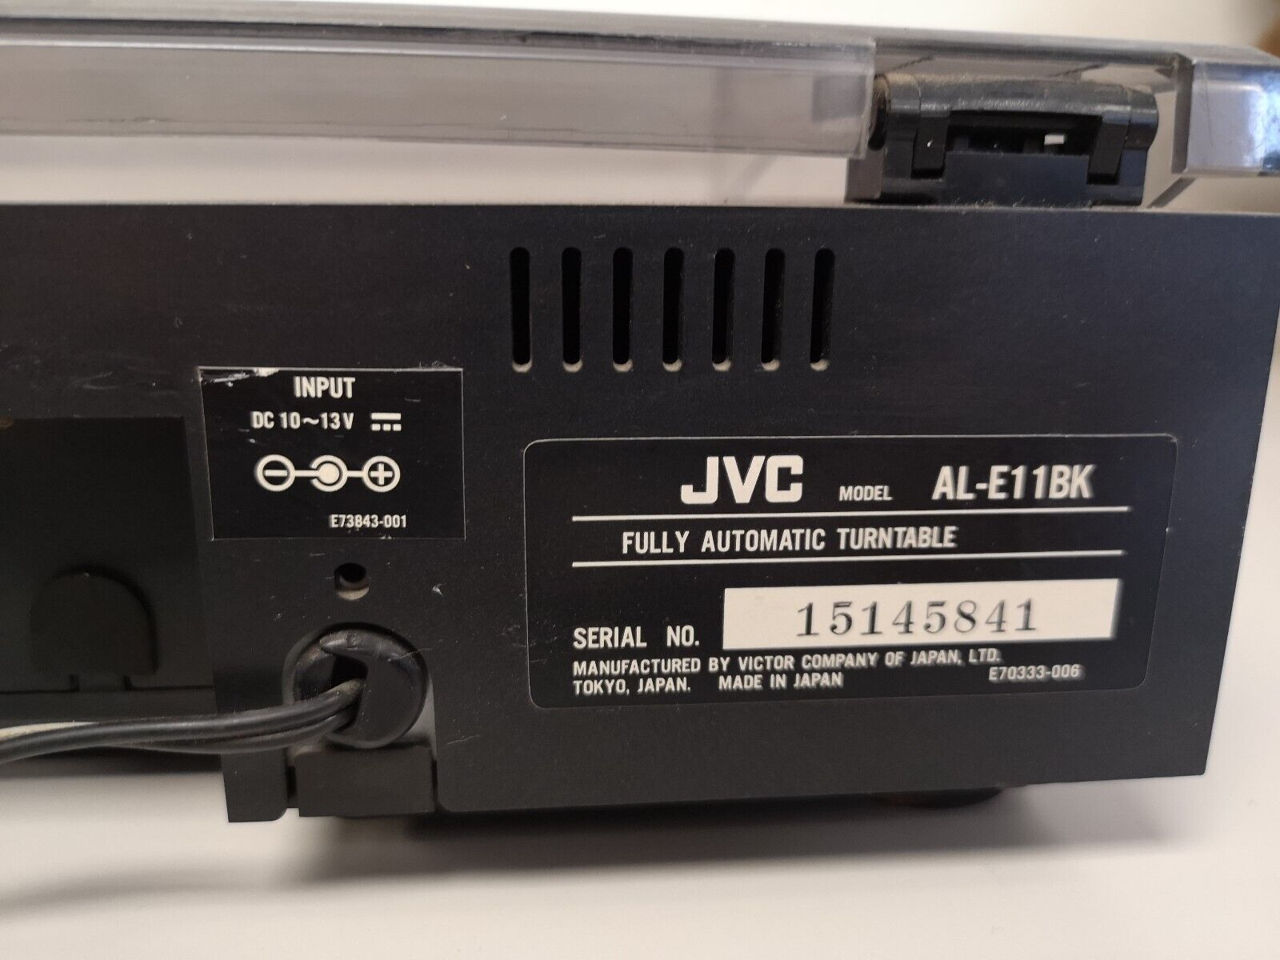 INPUT
DC 10~13V
E73843-001
JVC MODEL AL-E11BK
FULLY AUTOMATIC TURNTABLE
SERIAL NO. 15145841
MANUFACTURED BY VICTOR COMPANY OF JAPAN, LTD.
TOKYO, JAPAN. MADE IN JAPAN E70333-006